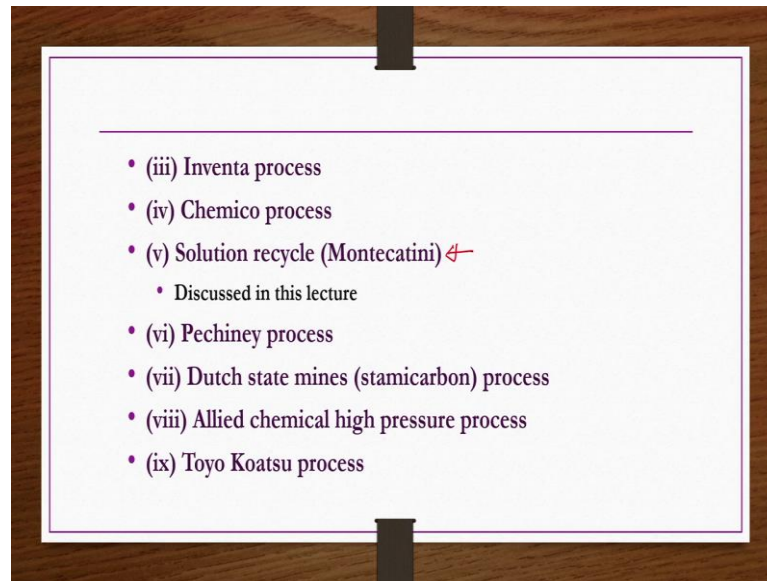 • (iii) Inventa process
• (iv) Chemico process
• (v) Solution recycle (Montecatini)
• Discussed in this lecture
• (vi) Pechiney process
• (vii) Dutch state mines (stamicarbon) process
• (viii) Allied chemical high pressure process
• (ix) Toyo Koatsu process